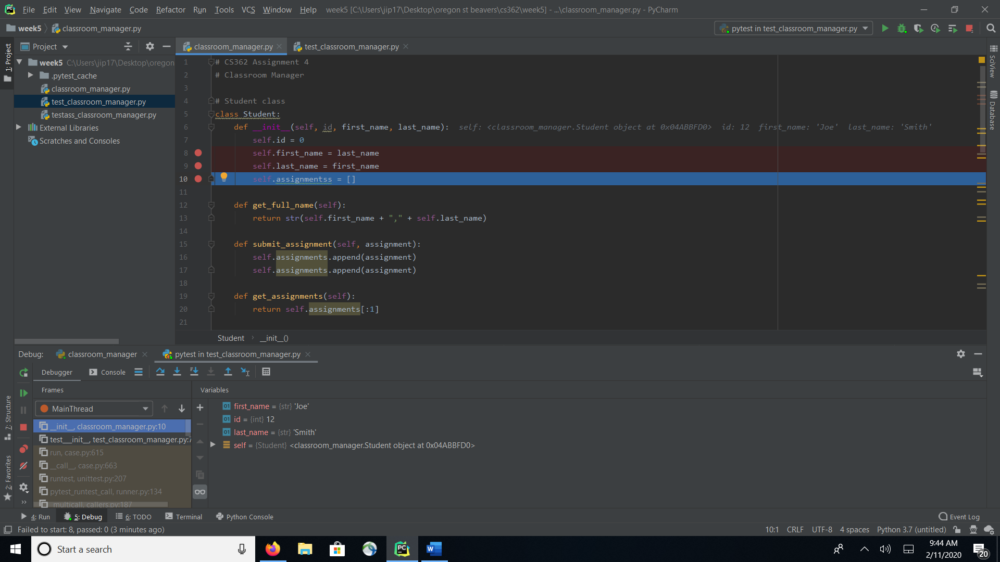 File Edit View Navigate Code Refactor Run Tools VCS Window Help week5 [C:\Users\jip17\Desktop\oregon st beavers\cs362\week5] - ...\classroom_manager.py - PyCharm
week5 classroom_manager.py pytest in test_classroom_manager.py
1: Project
Project
week5 C:\Users\jip17\Desktop\oregon
.pytest_cache
classroom_manager.py
test_classroom_manager.py
testass_classroom_manager.py
External Libraries
Scratches and Consoles
classroom_manager.py test_classroom_manager.py
1 # CS362 Assignment 4
2 # Classroom Manager
3
4 # Student class
5 class Student:
6 def __init__(self, id, first_name, last_name): self: <classroom_manager.Student object at 0x04ABBFD0> id: 12 first_name: 'Joe' last_name: 'Smith'
7 self.id = 0
8 self.first_name = last_name
9 self.last_name = first_name
10 self.assignmentss = []
11
12 def get_full_name(self):
13 return str(self.first_name + "," + self.last_name)
14
15 def submit_assignment(self, assignment):
16 self.assignments.append(assignment)
17 self.assignments.append(assignment)
18
19 def get_assignments(self):
20 return self.assignments[:1]
21
Student __init__()
SciView
Database
Debug: classroom_manager pytest in test_classroom_manager.py
Debugger Console
Frames
MainThread
__init__, classroom_manager.py:10
test___init__, test_classroom_manager.py:7
run, case.py:615
__call__, case.py:663
runtest, unittest.py:207
pytest_runtest_call, runner.py:134
_multicall, callers.py:187
Variables
01 first_name = {str} 'Joe'
01 id = {int} 12
01 last_name = {str} 'Smith'
self = {Student} <classroom_manager.Student object at 0x04ABBFD0>
7: Structure
2: Favorites
4: Run 5: Debug 6: TODO Terminal Python Console Event Log
Failed to start: 8, passed: 0 (3 minutes ago) 10:1 CRLF UTF-8 4 spaces Python 3.7 (untitled)
Start a search
PC
W
9:44 AM
2/11/2020
20